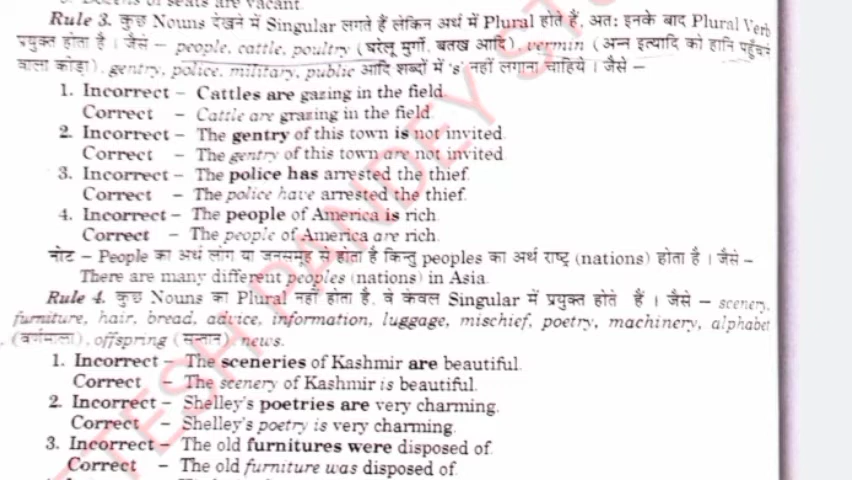 Dozens of seats are vacant.
Rule 3. कुछ Nouns देखने में Singular लगते हैं लेकिन अर्थ में Plural होते हैं, अतः इनके बाद Plural Verb
प्रयुक्त होता है । जैसे – people, cattle, poultry (घरेलू मुर्गी, बतख आदि), vermin (अन्न इत्यादि को हानि पहुँचाने
वाला कीड़ा), gentry, police, military, public आदि शब्दों में 's' नहीं लगाना चाहिये । जैसे –
1. Incorrect – Cattles are gazing in the field.
Correct – Cattle are grazing in the field.
2. Incorrect – The gentry of this town is not invited.
Correct – The gentry of this town are not invited.
3. Incorrect – The police has arrested the thief.
Correct – The police have arrested the thief.
4. Incorrect – The people of America is rich.
Correct – The people of America are rich.
नोट – People का अर्थ लोग या जनसमूह से होता है किन्तु peoples का अर्थ राष्ट्र (nations) होता है । जैसे –
There are many different peoples (nations) in Asia.
Rule 4. कुछ Nouns का Plural नहीं होता है, वे केवल Singular में प्रयुक्त होते हैं । जैसे – scenery,
furniture, hair, bread, advice, information, luggage, mischief, poetry, machinery, alphabet
(वर्णमाला), offspring (सन्तान), news.
1. Incorrect – The sceneries of Kashmir are beautiful.
Correct – The scenery of Kashmir is beautiful.
2. Incorrect – Shelley's poetries are very charming.
Correct – Shelley's poetry is very charming.
3. Incorrect – The old furnitures were disposed of.
Correct – The old furniture was disposed of.